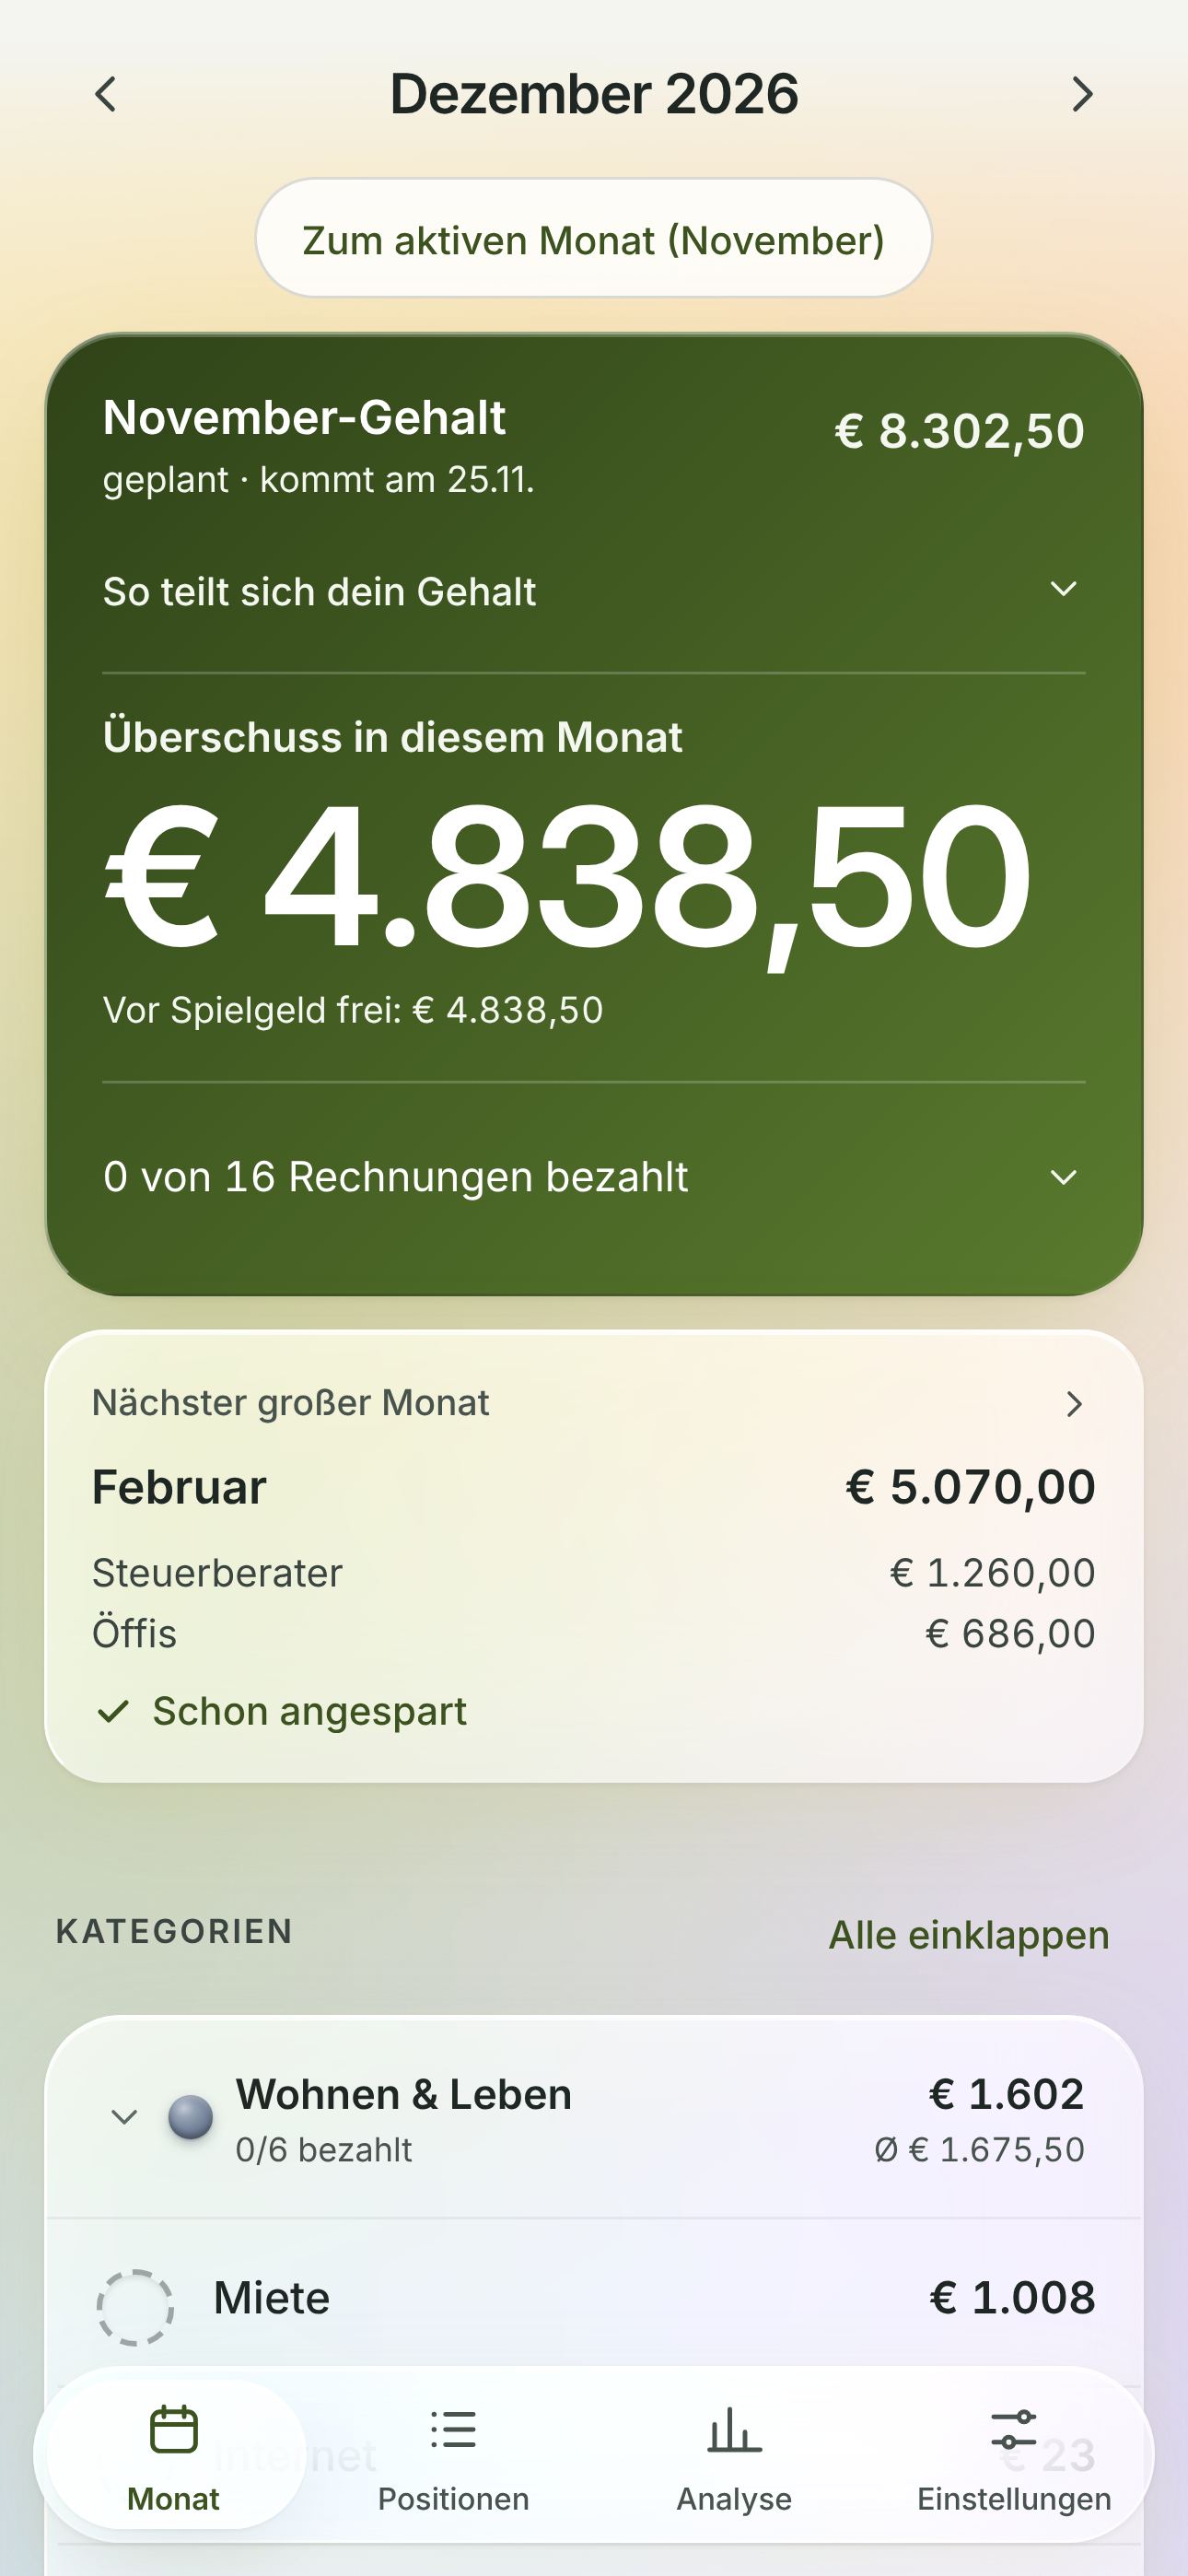 Dezember 2026
Zum aktiven Monat (November)
November-Gehalt
€ 8.302,50
geplant · kommt am 25.11.
So teilt sich dein Gehalt
Überschuss in diesem Monat
€ 4.838,50
Vor Spielgeld frei: € 4.838,50
0 von 16 Rechnungen bezahlt
Nächster großer Monat
Februar € 5.070,00
Steuerberater € 1.260,00
Öffis € 686,00
Schon angespart
KATEGORIEN Alle einklappen
Wohnen & Leben € 1.602
0/6 bezahlt Ø € 1.675,50
Miete € 1.008
Internet € 23
Monat Positionen Analyse Einstellungen